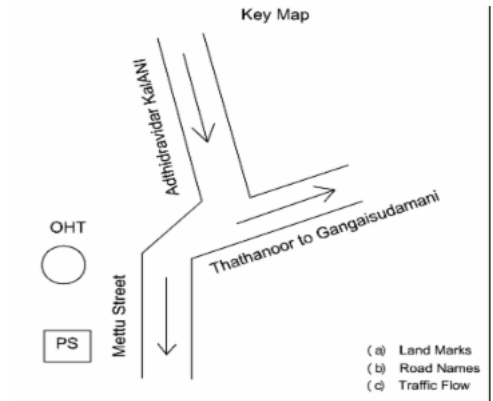 Key Map
Adthidravidar KalANI
Thathanoor to Gangaisudamani
OHT
Mettu Street
PS
( a) Land Marks
( b) Road Names
( c) Traffic Flow